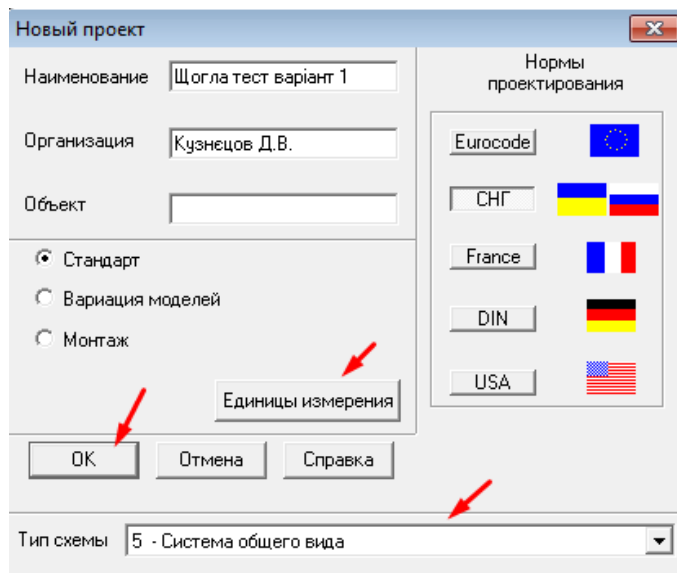 Новый проект
Наименование Щогла тест варіант 1
Организация Кузнєцов Д.В.
Объект
Стандарт
Вариация моделей
Монтаж
Единицы измерения
ОК Отмена Справка
Нормы
проектирования
Eurocode
СНГ
France
DIN
USA
Тип схемы 5 - Система общего вида